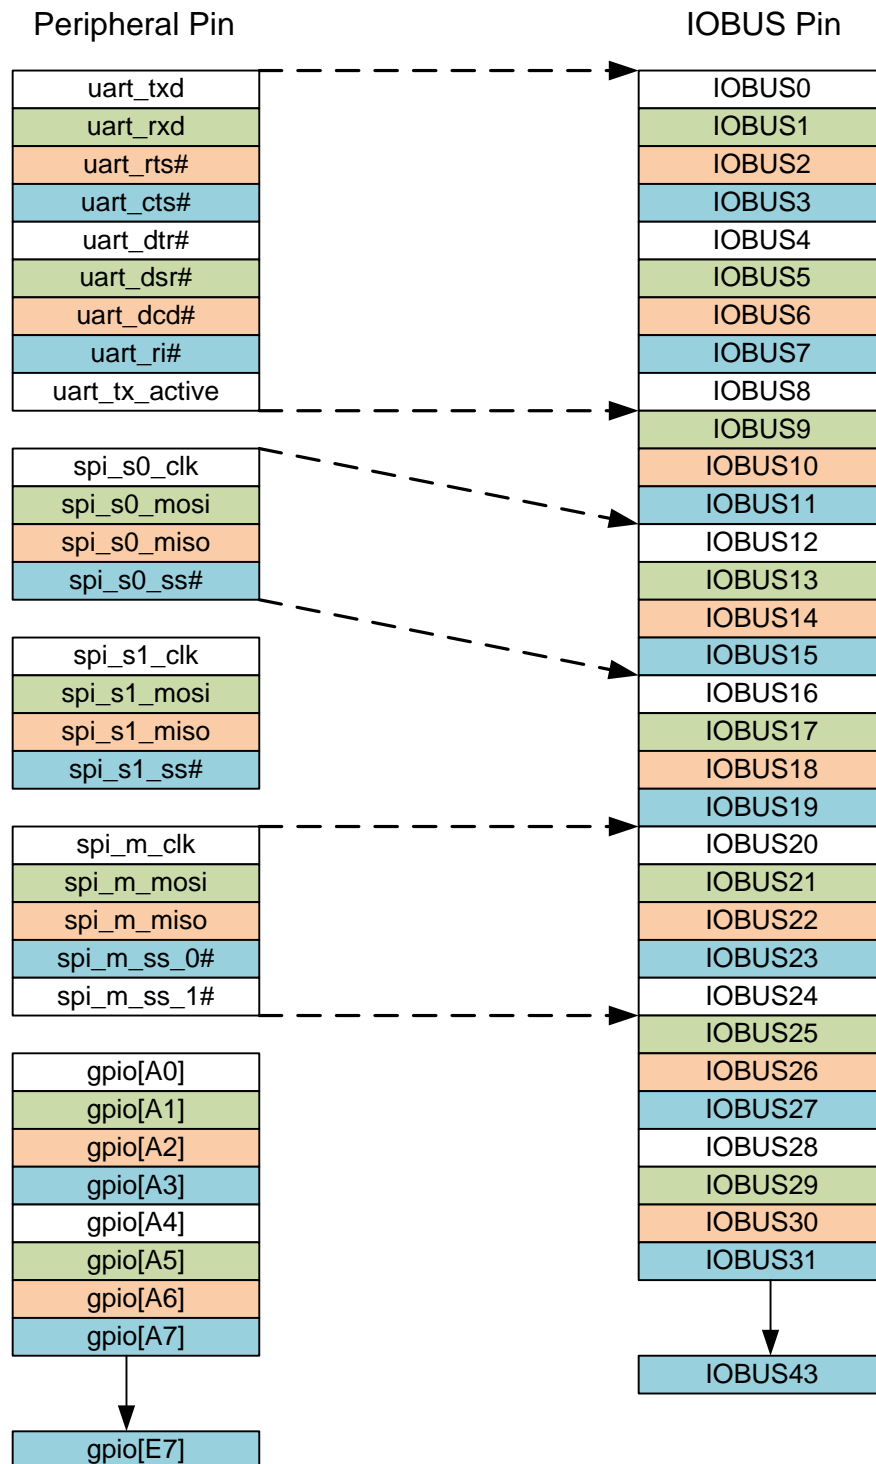 Peripheral Pin
uart_txd
uart_rxd
uart_rts#
uart_cts#
uart_dtr#
uart_dsr#
uart_dcd#
uart_ri#
uart_tx_active
spi_s0_clk
spi_s0_mosi
spi_s0_miso
spi_s0_ss#
spi_s1_clk
spi_s1_mosi
spi_s1_miso
spi_s1_ss#
spi_m_clk
spi_m_mosi
spi_m_miso
spi_m_ss_0#
spi_m_ss_1#
gpio[A0]
gpio[A1]
gpio[A2]
gpio[A3]
gpio[A4]
gpio[A5]
gpio[A6]
gpio[A7]
gpio[E7]
IOBUS Pin
IOBUS0
IOBUS1
IOBUS2
IOBUS3
IOBUS4
IOBUS5
IOBUS6
IOBUS7
IOBUS8
IOBUS9
IOBUS10
IOBUS11
IOBUS12
IOBUS13
IOBUS14
IOBUS15
IOBUS16
IOBUS17
IOBUS18
IOBUS19
IOBUS20
IOBUS21
IOBUS22
IOBUS23
IOBUS24
IOBUS25
IOBUS26
IOBUS27
IOBUS28
IOBUS29
IOBUS30
IOBUS31
IOBUS43